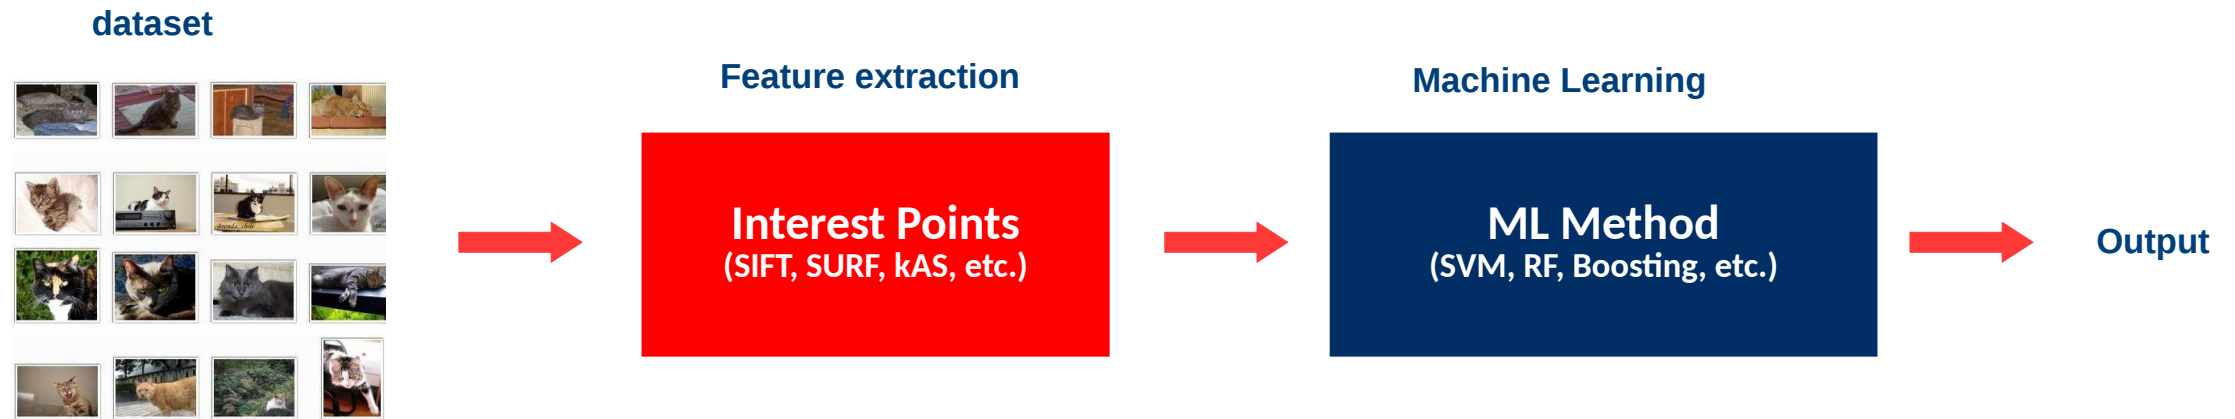 dataset
Feature extraction
Machine Learning
Interest Points
(SIFT, SURF, kAS, etc.)
ML Method
(SVM, RF, Boosting, etc.)
Output